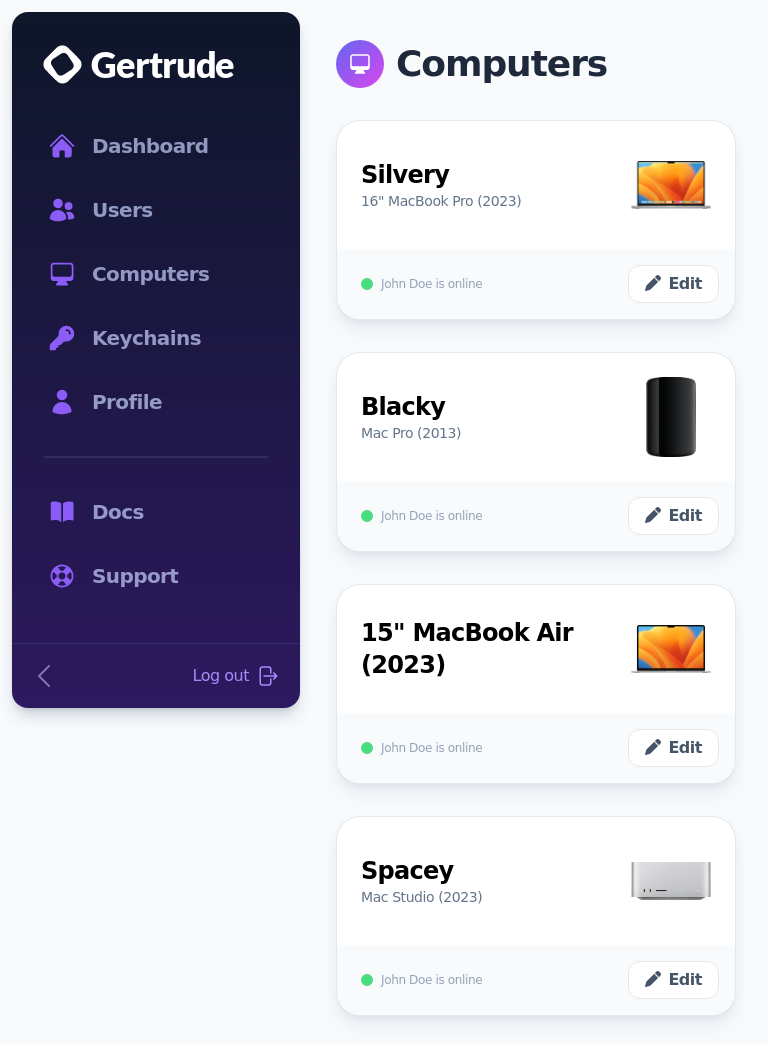 Gertrude
Dashboard
Users
Computers
Keychains
Profile
Docs
Support
Log out
Computers
Silvery
16" MacBook Pro (2023)
John Doe is online
Edit
Blacky
Mac Pro (2013)
John Doe is online
Edit
15" MacBook Air
(2023)
John Doe is online
Edit
Spacey
Mac Studio (2023)
John Doe is online
Edit